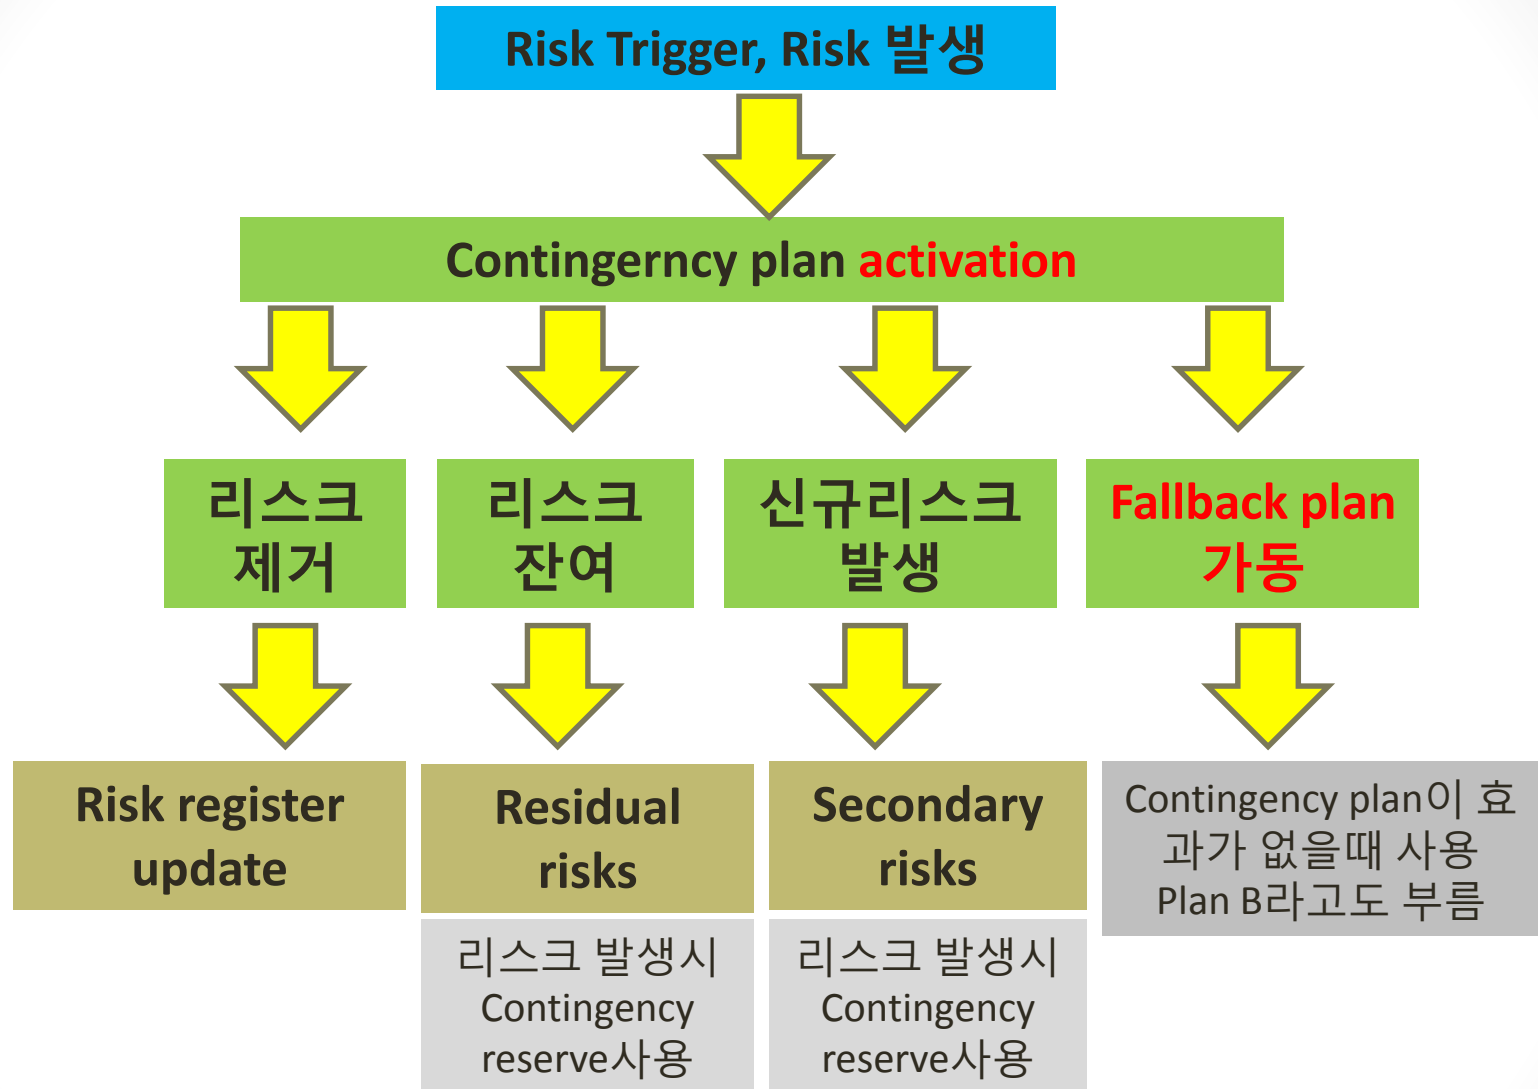 Risk Trigger, Risk 발생
Contingerncy plan activation
리스크
제거
리스크
잔여
신규리스크
발생
Fallback plan
가동
Risk register
update
Residual
risks
Secondary
risks
Contingency plan이 효
과가 없을때 사용
Plan B라고도 부름
리스크 발생시
Contingency
reserve사용
리스크 발생시
Contingency
reserve사용